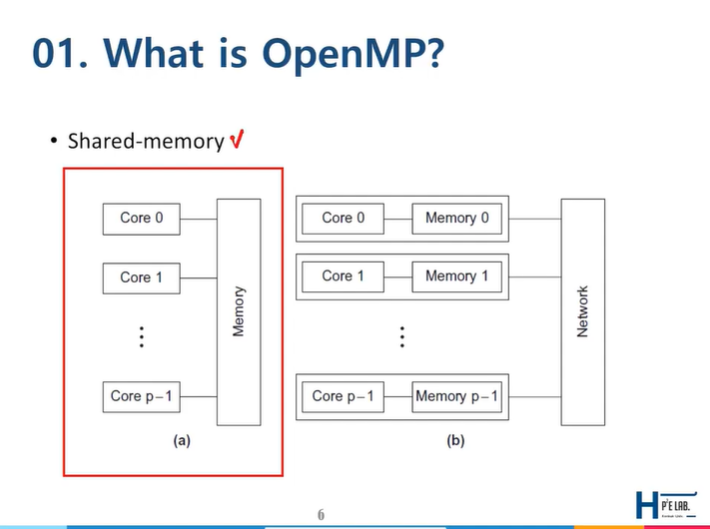 01. What is OpenMP?
• Shared-memory √
Core 0
Core 1
⋮
Core p−1
Memory
(a)
Core 0 Memory 0
Core 1 Memory 1
⋮
Core p−1 Memory p−1
Network
(b)
6
H P'E LAB.